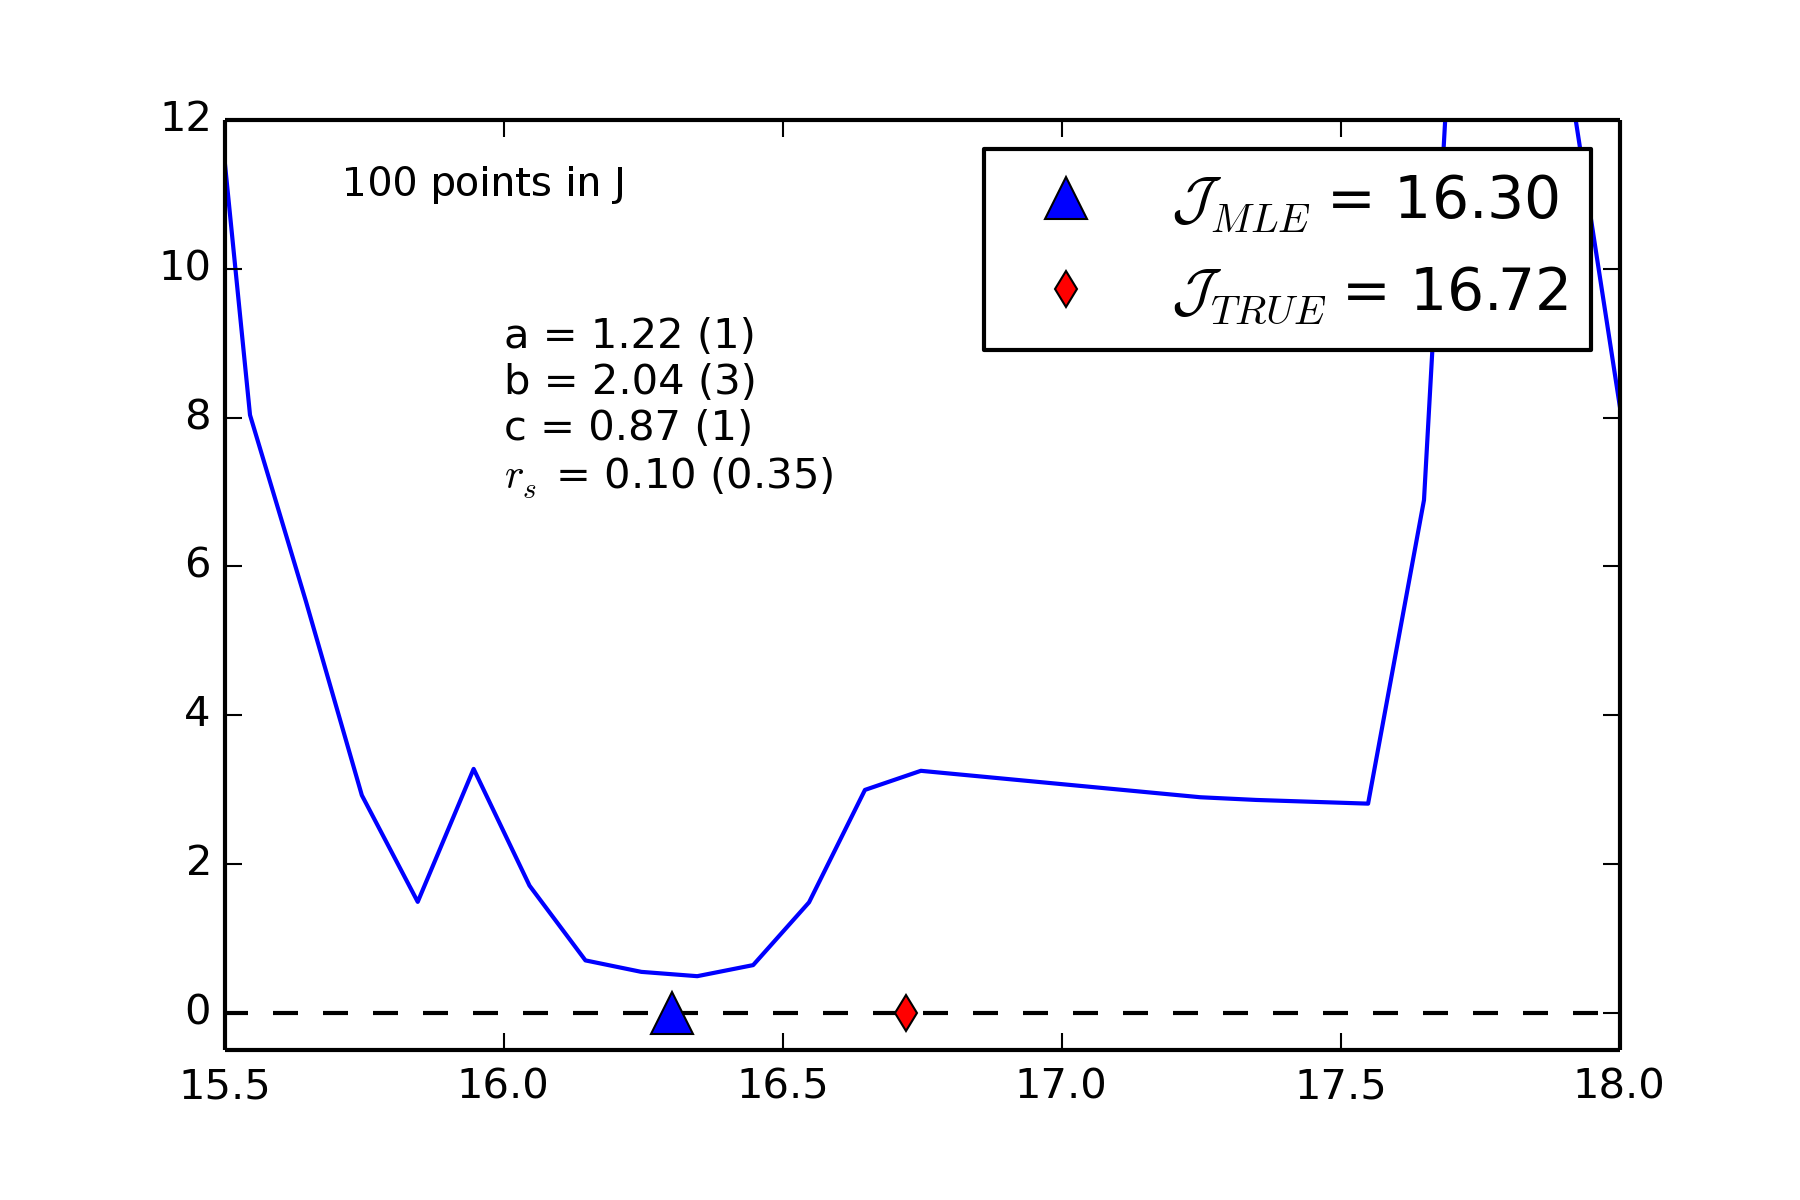 12
10
8
6
4
2
0
15.5 16.0 16.5 17.0 17.5 18.0
100 points in J
a = 1.22 (1)
b = 2.04 (3)
c = 0.87 (1)
r_s = 0.10 (0.35)
𝒥_MLE = 16.30
𝒥_TRUE = 16.72